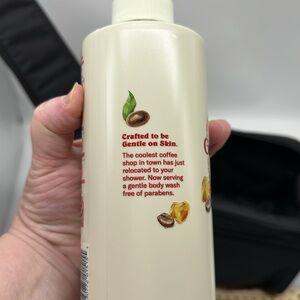 Crafted to be
Gentle on Skin.
The coolest coffee
shop in town has just
relocated to your
shower. Now serving
a gentle body wash
free of parabens.